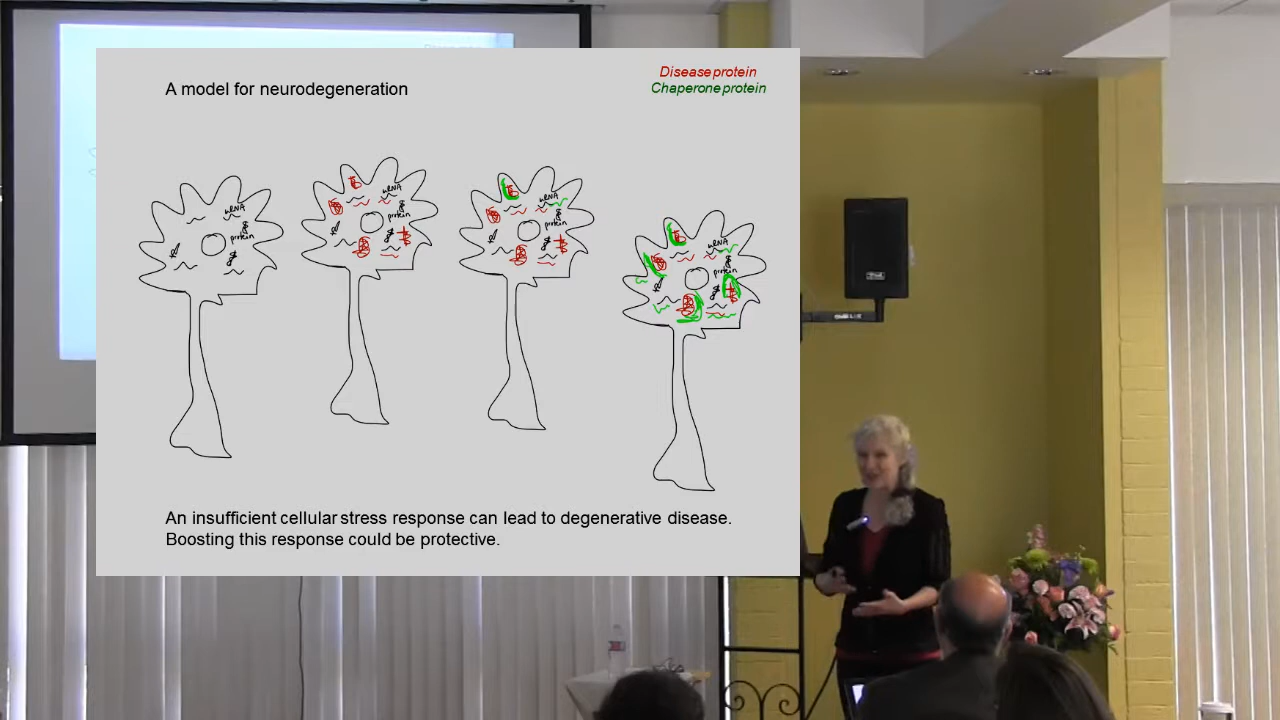 A model for neurodegeneration
Disease protein
Chaperone protein
mRNA
protein
mRNA
protein
mRNA
protein
mRNA
protein
An insufficient cellular stress response can lead to degenerative disease.
Boosting this response could be protective.